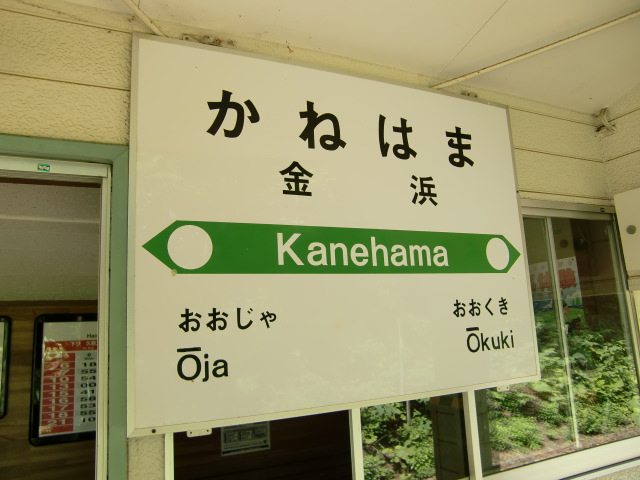 かねはま
金浜
Kanehama
おおじゃ
Ōja
おおくき
Ōkuki